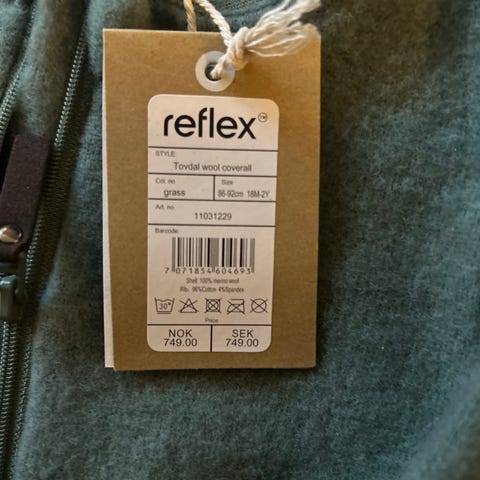 reflex™
STYLE:
Tovdal wool coverall
Col. no Size
grass 86-92cm 18M-2Y
Art. no
11031229
Barcode:
7 071854 604693
Shell: 100% merino wool
Rib: 96%Cotton 4%Spandex
30°
Price
NOK SEK
749.00 749.00